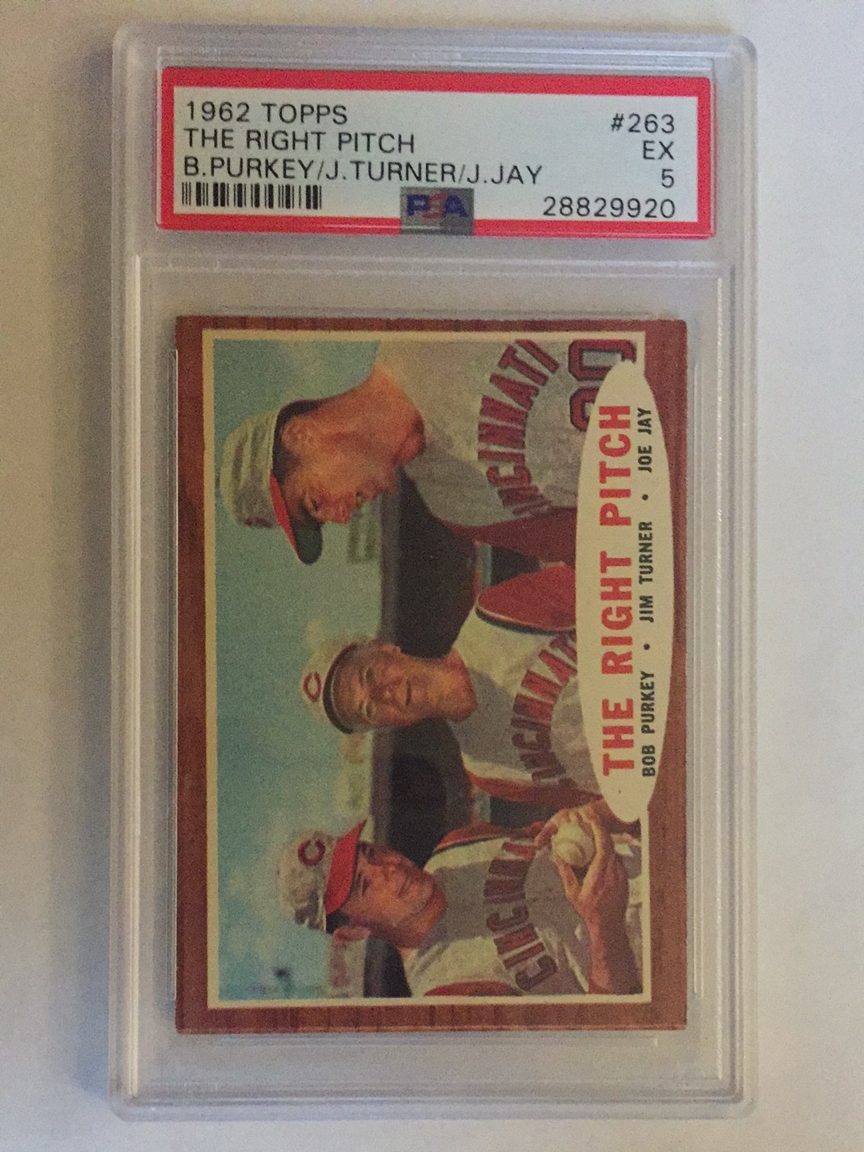 1962 TOPPS #263
THE RIGHT PITCH EX
B.PURKEY/J.TURNER/J.JAY 5
PSA 28829920
THE RIGHT PITCH
BOB PURKEY • JIM TURNER • JOE JAY
CINCINNATI
CINCINNATI
CINCINNATI
C
C